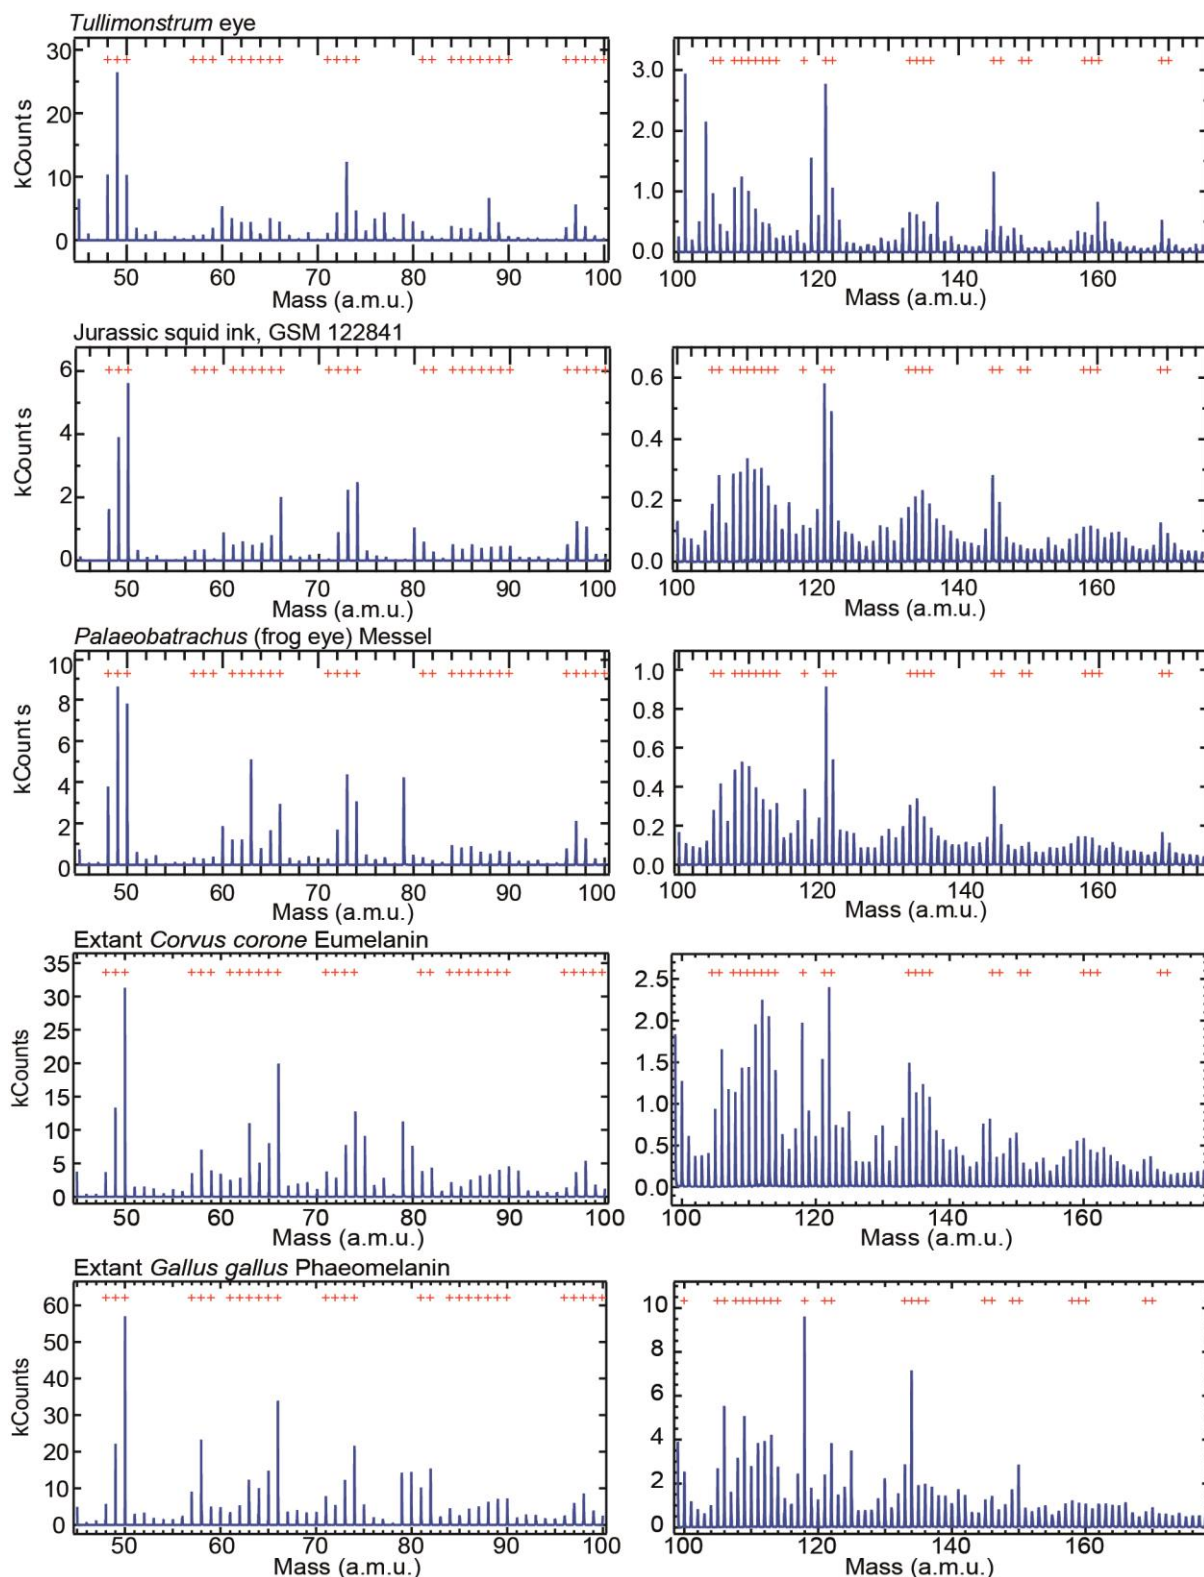 Tullimonstrum eye
kCounts
30
20
10
0
50 60 70 80 90 100
Mass (a.m.u.)
3.0
2.0
1.0
0.0
100 120 140 160
Mass (a.m.u.)
Jurassic squid ink, GSM 122841
kCounts
6
4
2
0
50 60 70 80 90 100
Mass (a.m.u.)
0.6
0.4
0.2
0.0
100 120 140 160
Mass (a.m.u.)
Palaeobatrachus (frog eye) Messel
kCounts
10
8
6
4
2
0
50 60 70 80 90 100
Mass (a.m.u.)
1.0
0.8
0.6
0.4
0.2
0.0
100 120 140 160
Mass (a.m.u.)
Extant Corvus corone Eumelanin
kCounts
35
30
25
20
15
10
5
0
50 60 70 80 90 100
Mass (a.m.u.)
2.5
2.0
1.5
1.0
0.5
0.0
100 120 140 160
Mass (a.m.u.)
Extant Gallus gallus Phaeomelanin
kCounts
60
50
40
30
20
10
0
50 60 70 80 90 100
Mass (a.m.u.)
10
8
6
4
2
0
100 120 140 160
Mass (a.m.u.)